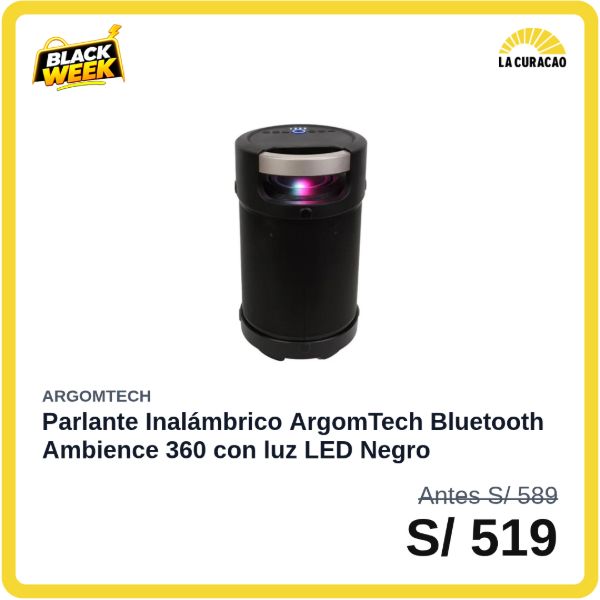 BLACK
WEEK
LA CURACAO
ARGOMTECH
Parlante Inalámbrico ArgomTech Bluetooth
Ambience 360 con luz LED Negro
Antes S/ 589
S/ 519